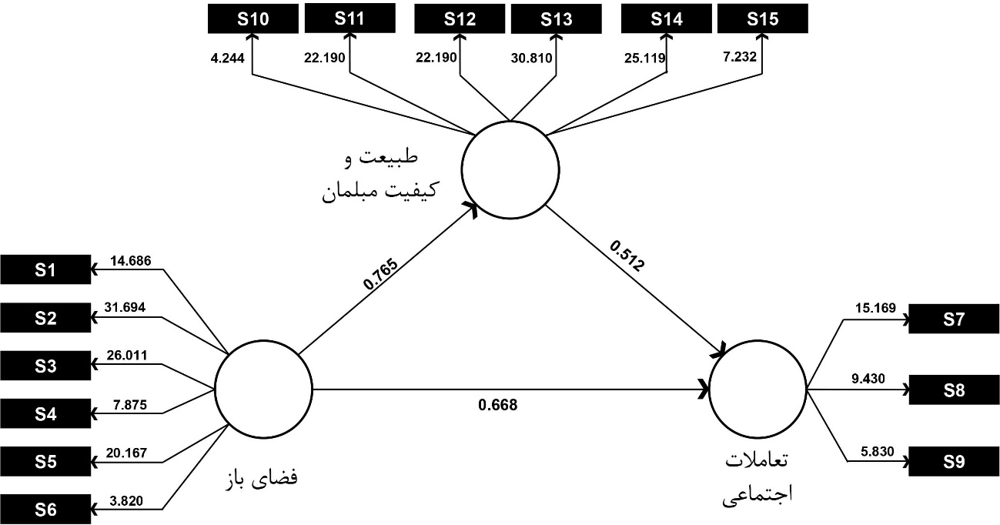 S10 S11 S12 S13 S14 S15
4.244 22.190 22.190 30.810 25.119 7.232
طبیعت و
کیفیت مبلمان
0.765
0.512
S1 14.686
S2 31.694
S3 26.011
S4 7.875
S5 20.167
S6 3.820
فضای باز
0.668
15.169 S7
9.430 S8
5.830 S9
تعاملات
اجتماعی